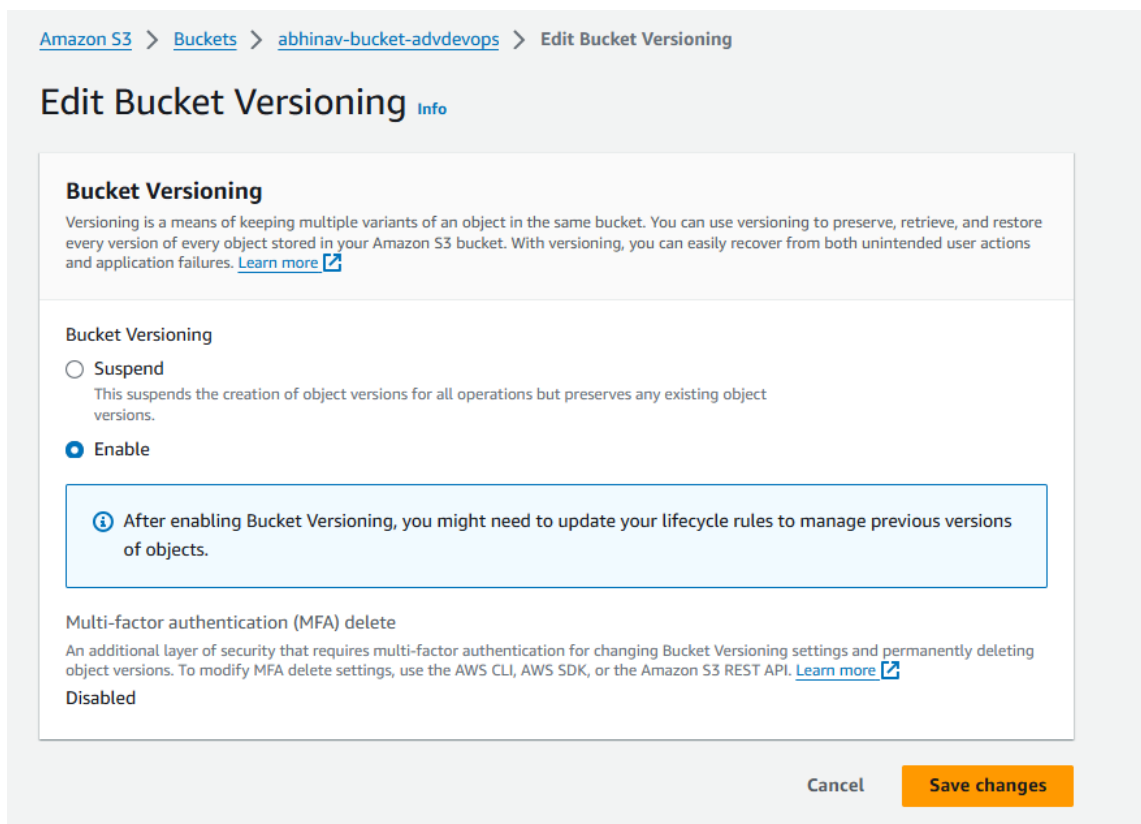 Amazon S3 > Buckets > abhinav-bucket-advdevops > Edit Bucket Versioning
Edit Bucket Versioning Info
Bucket Versioning
Versioning is a means of keeping multiple variants of an object in the same bucket. You can use versioning to preserve, retrieve, and restore
every version of every object stored in your Amazon S3 bucket. With versioning, you can easily recover from both unintended user actions
and application failures. Learn more
Bucket Versioning
Suspend
This suspends the creation of object versions for all operations but preserves any existing object
versions.
Enable
After enabling Bucket Versioning, you might need to update your lifecycle rules to manage previous versions
of objects.
Multi-factor authentication (MFA) delete
An additional layer of security that requires multi-factor authentication for changing Bucket Versioning settings and permanently deleting
object versions. To modify MFA delete settings, use the AWS CLI, AWS SDK, or the Amazon S3 REST API. Learn more
Disabled
Cancel Save changes